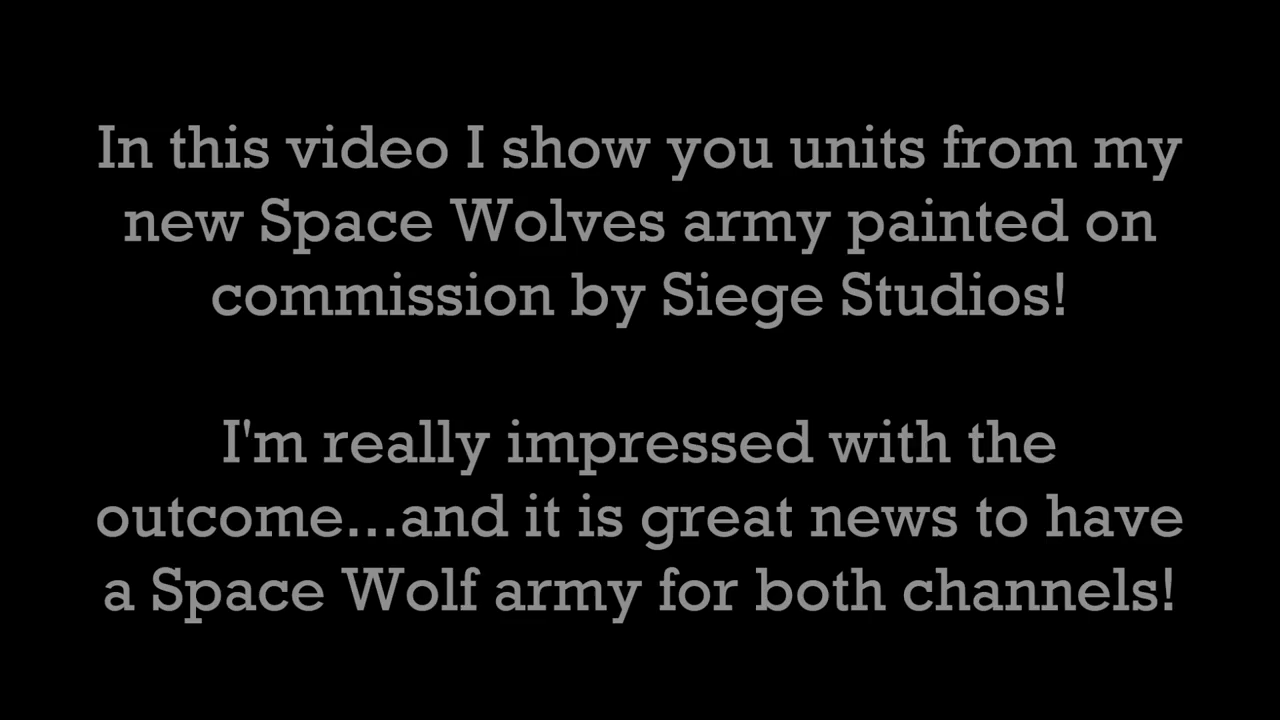 In this video I show you units from my
new Space Wolves army painted on
commission by Siege Studios!
I'm really impressed with the
outcome...and it is great news to have
a Space Wolf army for both channels!